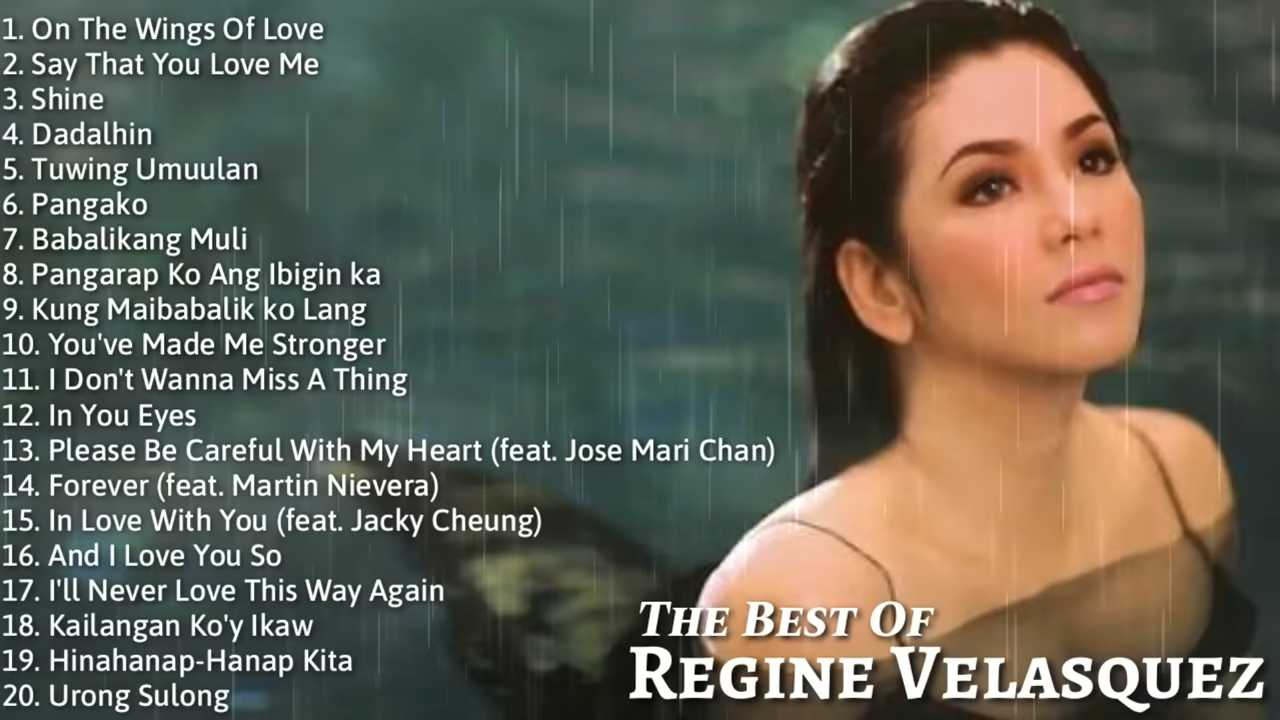 1. On The Wings Of Love
2. Say That You Love Me
3. Shine
4. Dadalhin
5. Tuwing Umuulan
6. Pangako
7. Babalikang Muli
8. Pangarap Ko Ang Ibigin ka
9. Kung Maibabalik ko Lang
10. You've Made Me Stronger
11. I Don't Wanna Miss A Thing
12. In You Eyes
13. Please Be Careful With My Heart (feat. Jose Mari Chan)
14. Forever (feat. Martin Nievera)
15. In Love With You (feat. Jacky Cheung)
16. And I Love You So
17. I'll Never Love This Way Again
18. Kailangan Ko'y Ikaw
19. Hinahanap-Hanap Kita
20. Urong Sulong
The Best Of
Regine Velasquez